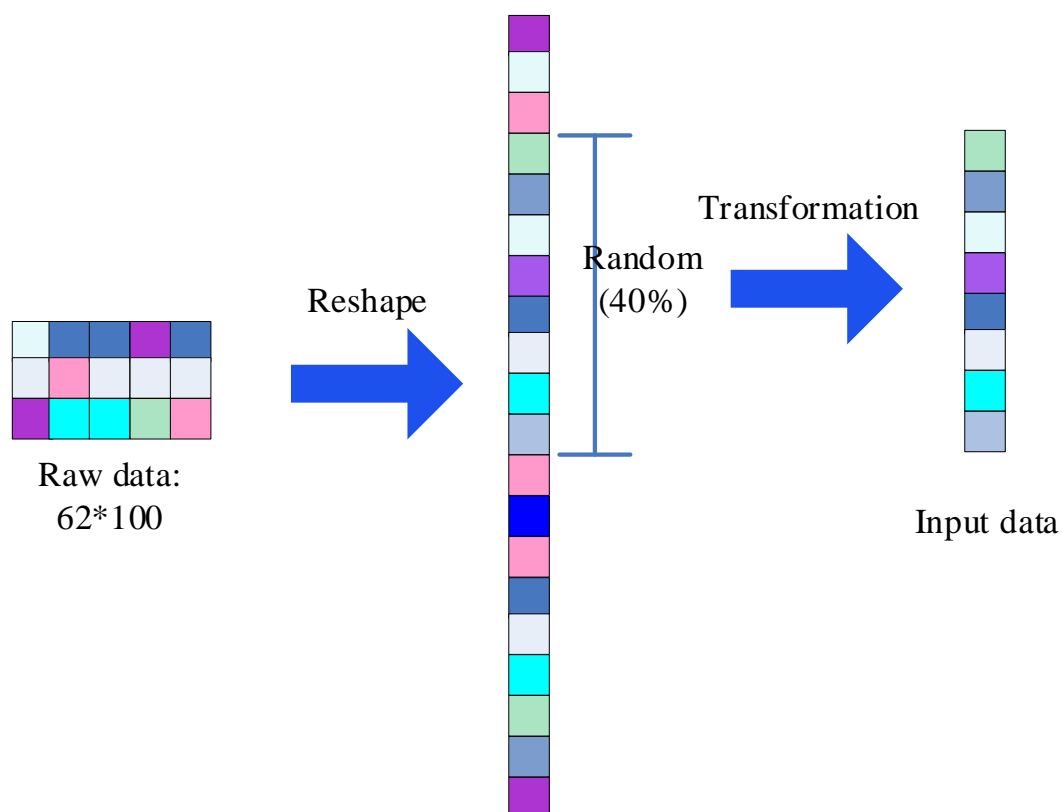 Reshape
Raw data:
62*100
Random
(40%)
Transformation
Input data